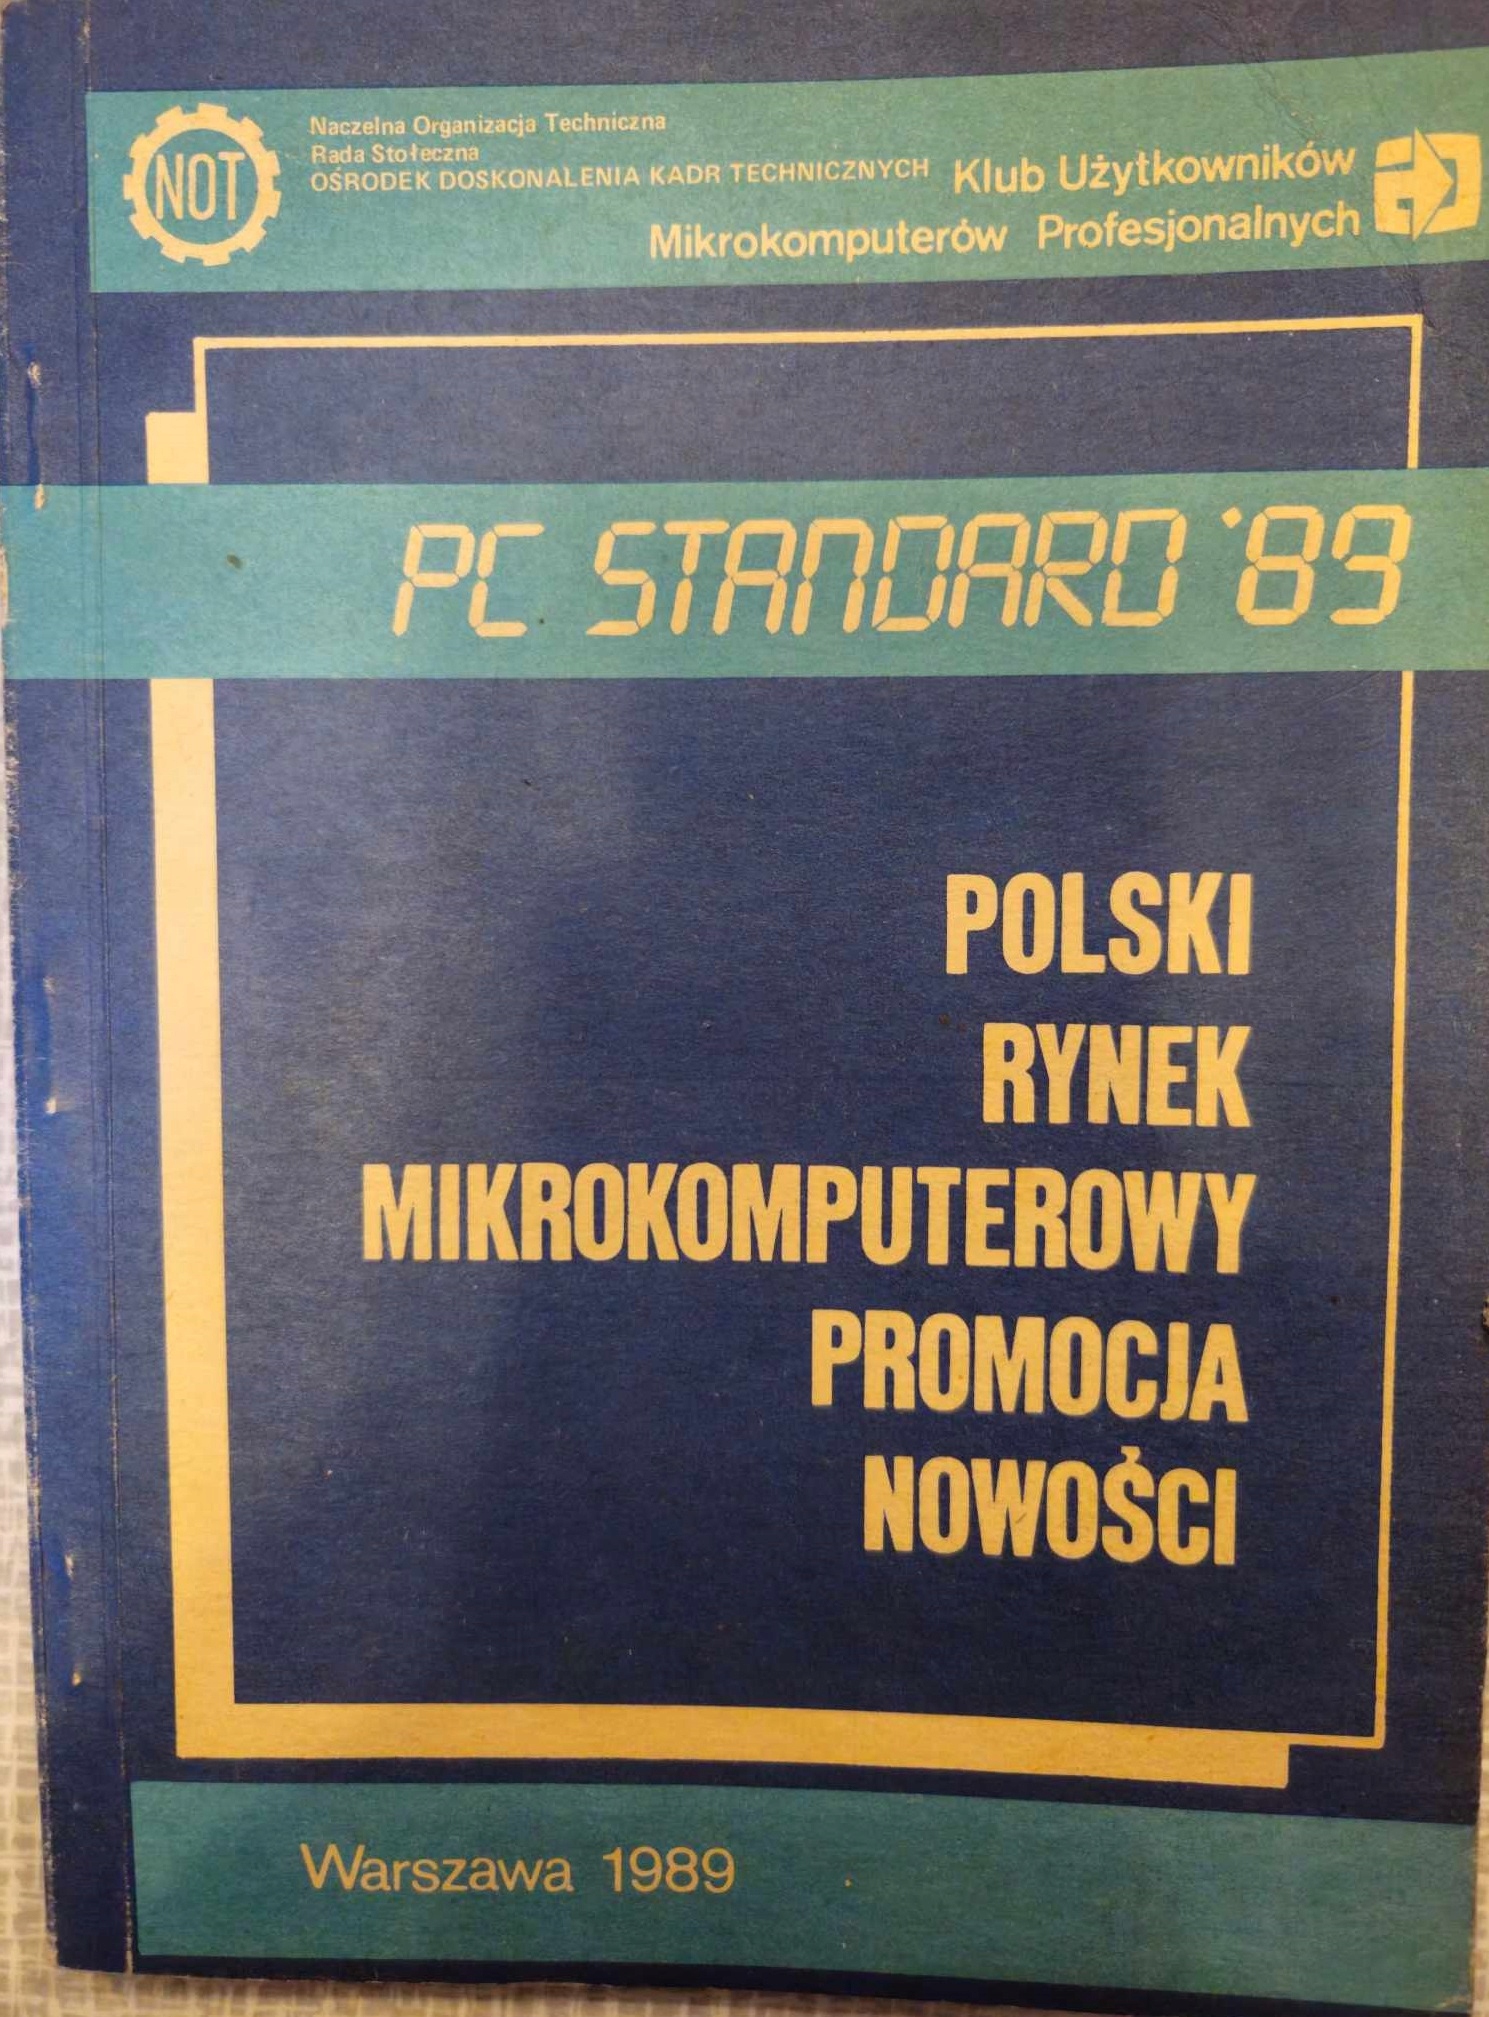 NOT
Naczelna Organizacja Techniczna
Rada Stołeczna
OŚRODEK DOSKONALENIA KADR TECHNICZNYCH
Klub Użytkowników
Mikrokomputerów Profesjonalnych
PC STANDARD '89
POLSKI
RYNEK
MIKROKOMPUTEROWY
PROMOCJA
NOWOŚCI
Warszawa 1989